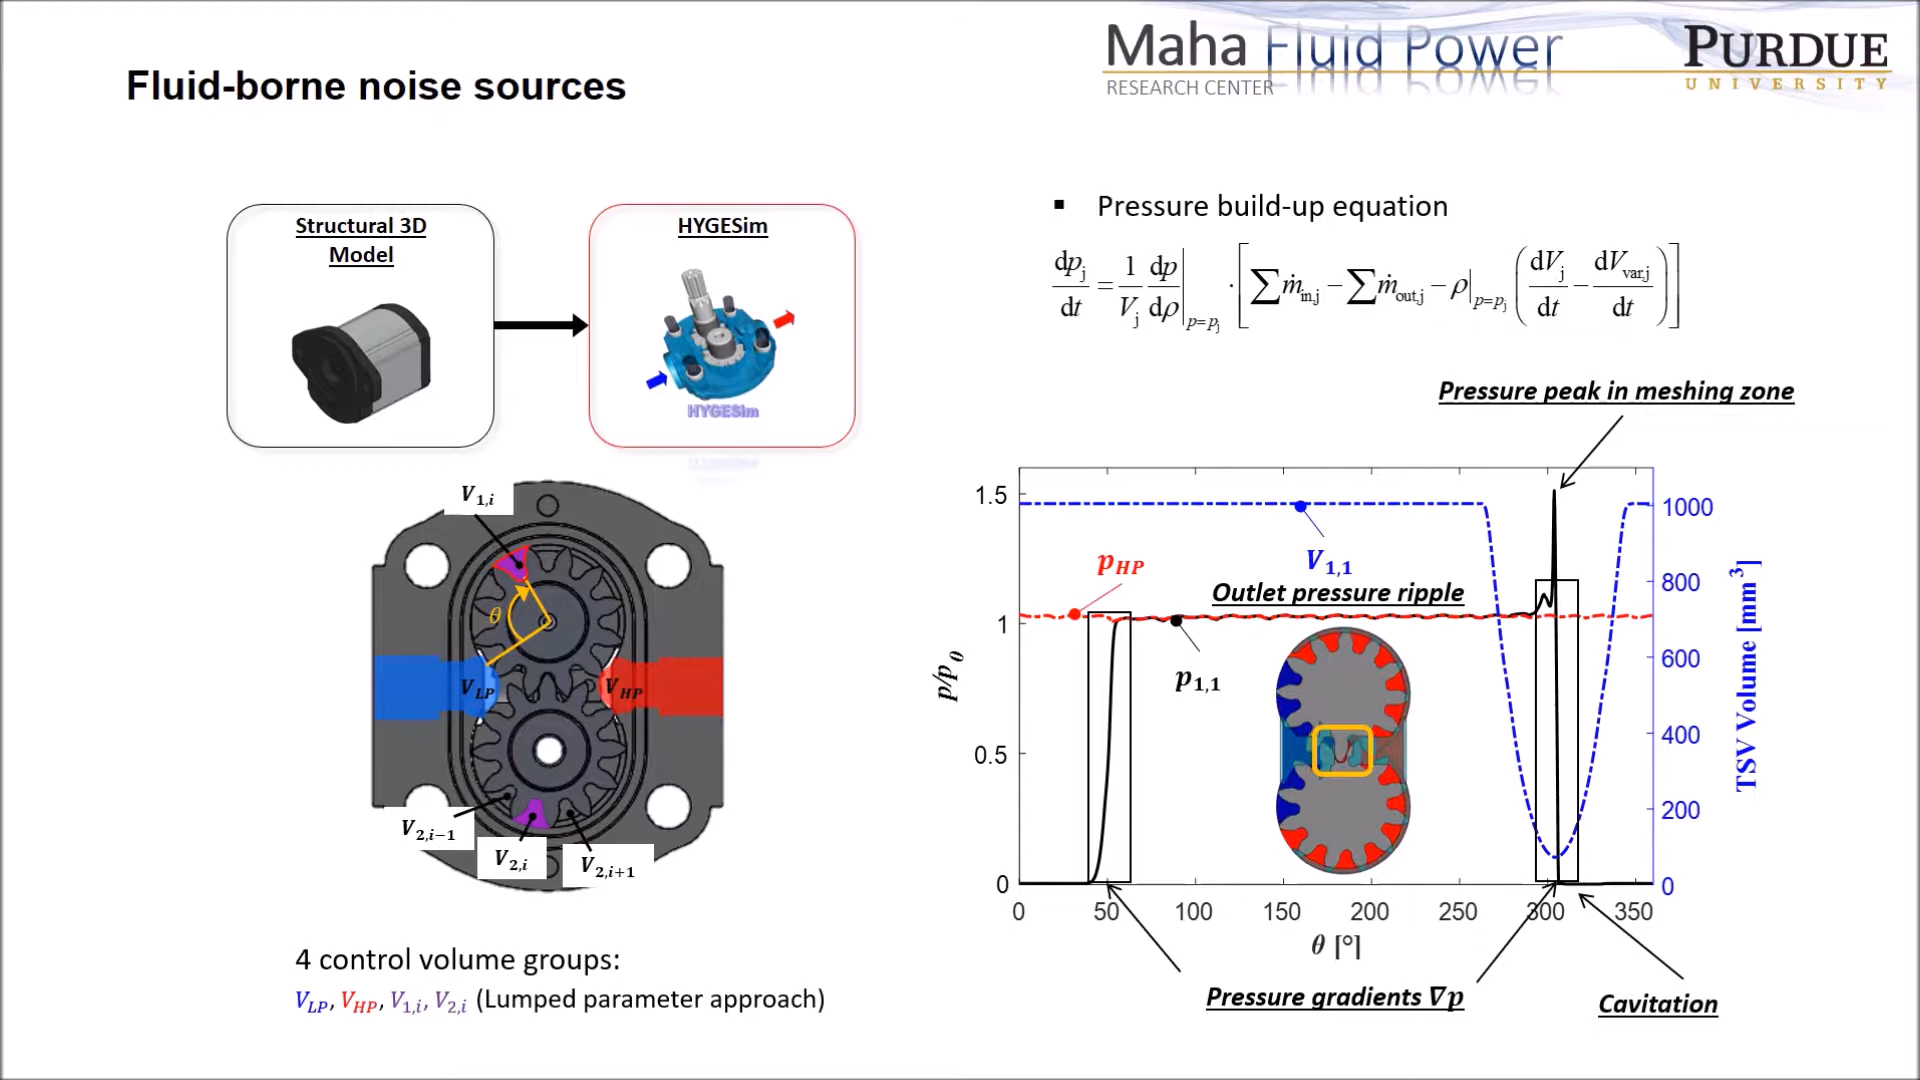 Maha Fluid Power
RESEARCH CENTER
PURDUE
UNIVERSITY
Fluid-borne noise sources
Structural 3D
Model
HYGESim
HYGESim
▪ Pressure build-up equation
dp_j/dt = 1/V_j dp/dρ|_{p=p_j} · [∑ṁ_{in,j} − ∑ṁ_{out,j} − ρ|_{p=p_j} (dV_j/dt − dV_{var,j}/dt)]
Pressure peak in meshing zone
V_{1,i}
θ
V_{LP}
V_{HP}
V_{2,i−1}
V_{2,i}
V_{2,i+1}
4 control volume groups:
V_{LP}, V_{HP}, V_{1,i}, V_{2,i} (Lumped parameter approach)
1.5
1
0.5
0
p/p_0
p_{HP}
V_{1,1}
Outlet pressure ripple
p_{1,1}
1000
800
600
400
200
0
TSV Volume [mm³]
0 50 100 150 200 250 300 350
θ [°]
Pressure gradients ∇p
Cavitation